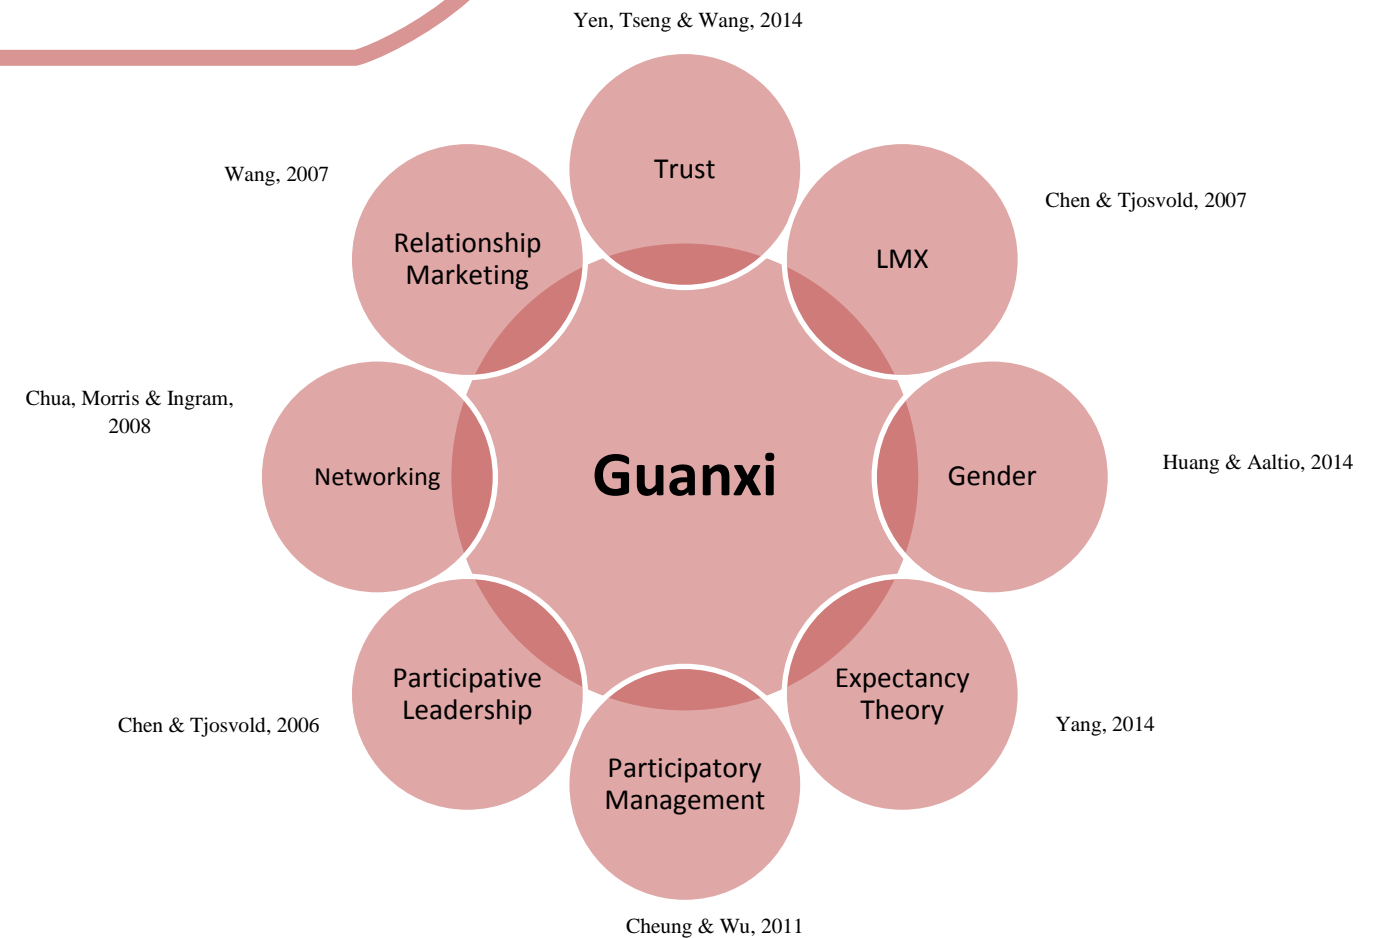 Yen, Tseng & Wang, 2014
Trust
Wang, 2007
Chen & Tjosvold, 2007
Relationship
Marketing
LMX
Chua, Morris & Ingram,
2008
Networking
Guanxi
Gender
Huang & Aaltio, 2014
Participative
Leadership
Expectancy
Theory
Chen & Tjosvold, 2006
Yang, 2014
Participatory
Management
Cheung & Wu, 2011